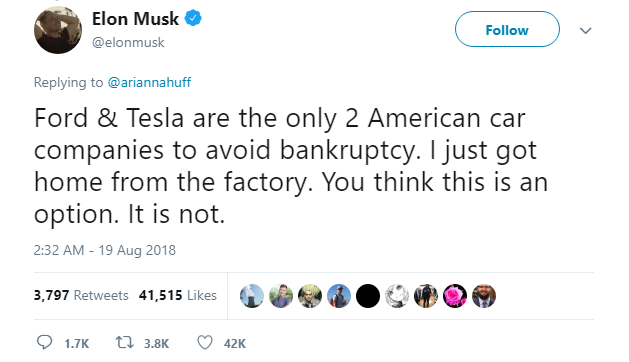 Elon Musk
@elonmusk
Follow
Replying to @ariannahuff
Ford & Tesla are the only 2 American car
companies to avoid bankruptcy. I just got
home from the factory. You think this is an
option. It is not.
2:32 AM - 19 Aug 2018
3,797 Retweets 41,515 Likes
1.7K 3.8K 42K